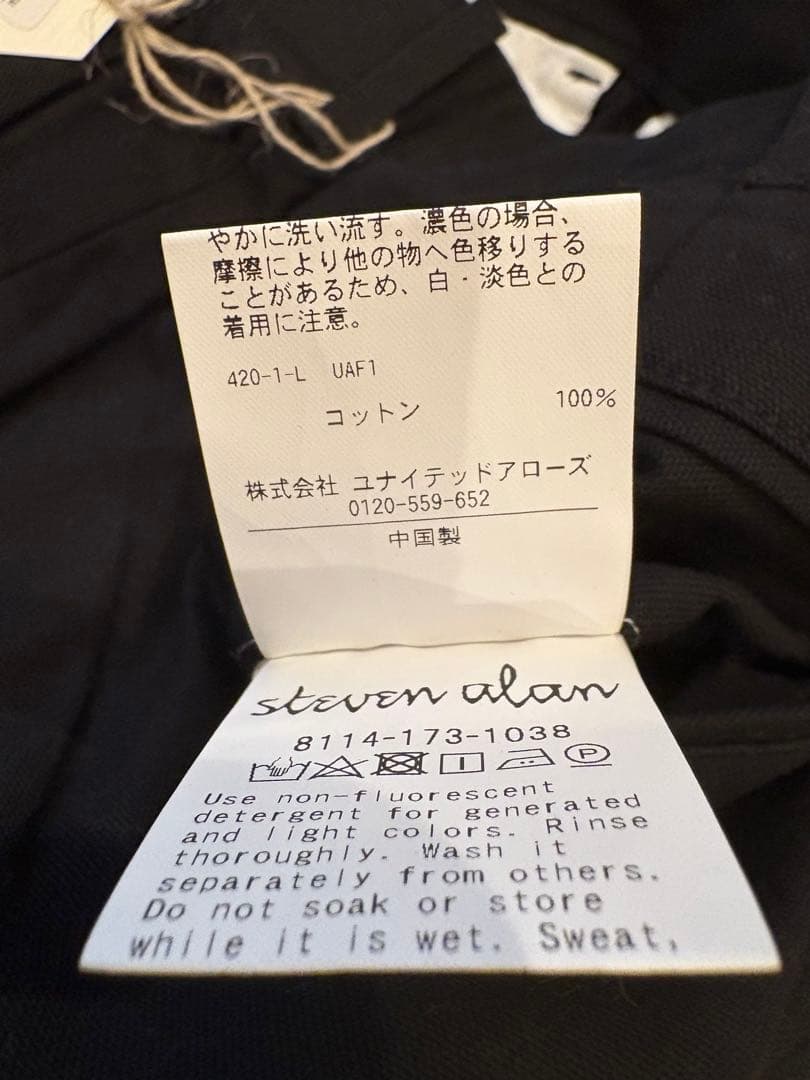 やかに洗い流す。濃色の場合、
摩擦により他の物へ色移りする
ことがあるため、白・淡色との
着用に注意。
420-1-L UAF1
コットン 100%
株式会社 ユナイテッドアローズ
0120-559-652
中国製
steven alan
8114-173-1038
P
Use non-fluorescent
detergent for generated
and light colors. Rinse
thoroughly. Wash it
separately from others.
Do not soak or store
while it is wet. Sweat,